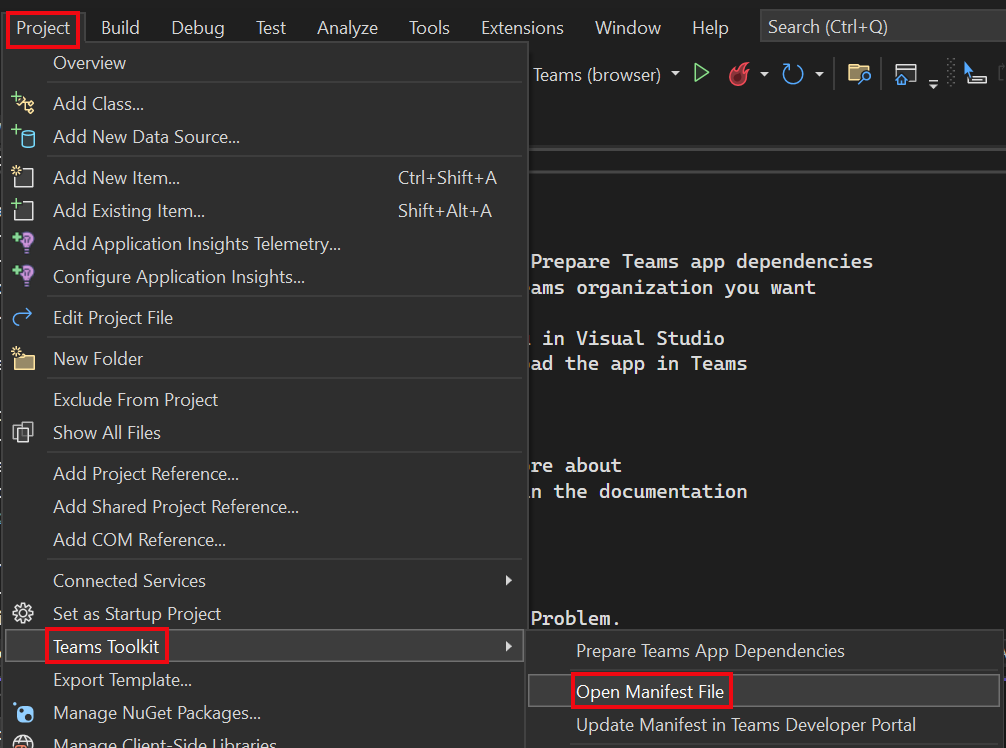 Project Build Debug Test Analyze Tools Extensions Window Help Search (Ctrl+Q)
Overview
Teams (browser)
Add Class...
Add New Data Source...
Add New Item... Ctrl+Shift+A
Add Existing Item... Shift+Alt+A
Add Application Insights Telemetry...
Configure Application Insights...
Edit Project File
New Folder
Exclude From Project
Show All Files
Add Project Reference...
Add Shared Project Reference...
Add COM Reference...
Connected Services
Set as Startup Project
Teams Toolkit
Export Template...
Manage NuGet Packages...
Manage Client-Side Libraries
Prepare Teams app dependencies
ams organization you want
in Visual Studio
ad the app in Teams
re about
n the documentation
Problem.
Prepare Teams App Dependencies
Open Manifest File
Update Manifest in Teams Developer Portal